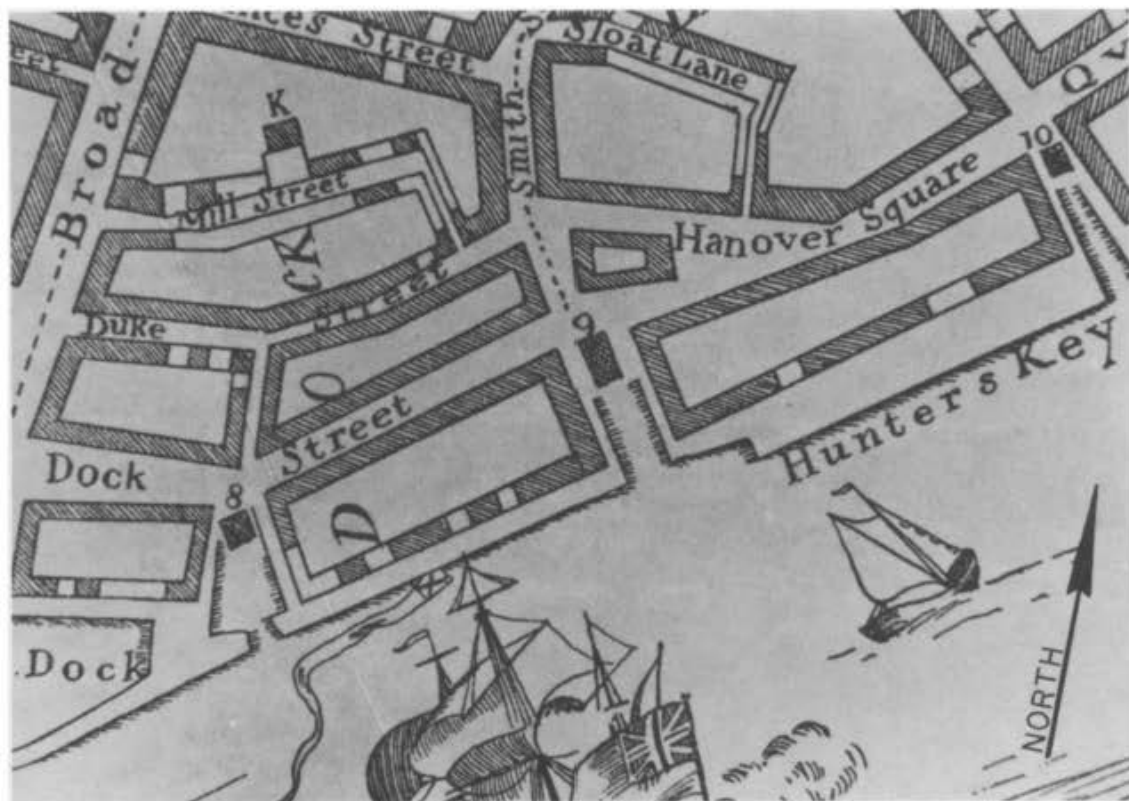 Street
Sloat Lane
Broad
K
Smith
Mill Street
10
Hanover Square
CK
Street
Duke
9
O
Street
Hunters Key
Dock
8
D
NORTH
Dock